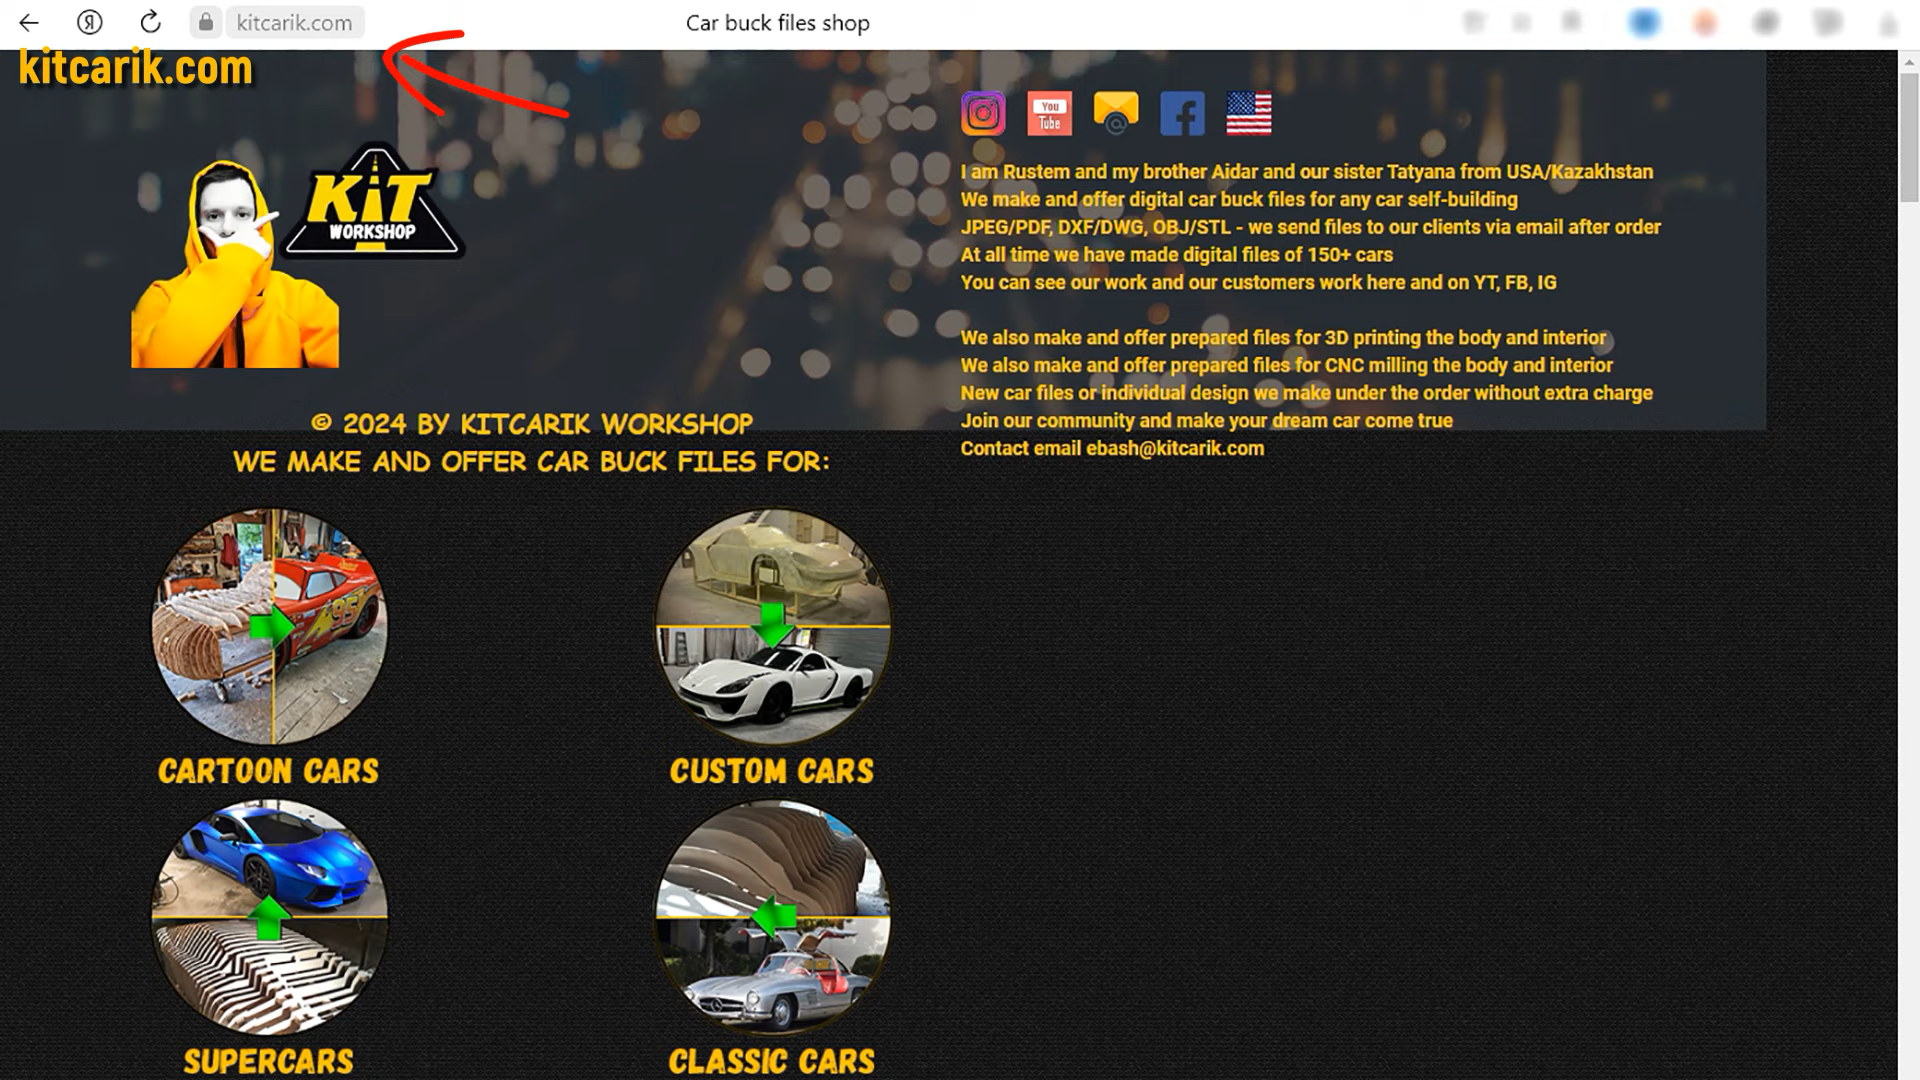 Я
kitcarik.com
Car buck files shop
kitcarik.com
KiT
WORKSHOP
You
Tube
I am Rustem and my brother Aidar and our sister Tatyana from USA/Kazakhstan
We make and offer digital car buck files for any car self-building
JPEG/PDF, DXF/DWG, OBJ/STL - we send files to our clients via email after order
At all time we have made digital files of 150+ cars
You can see our work and our customers work here and on YT, FB, IG
We also make and offer prepared files for 3D printing the body and interior
We also make and offer prepared files for CNC milling the body and interior
New car files or individual design we make under the order without extra charge
Join our community and make your dream car come true
Contact email ebash@kitcarik.com
© 2024 BY KITCARIK WORKSHOP
WE MAKE AND OFFER CAR BUCK FILES FOR:
95
CARTOON CARS
CUSTOM CARS
SUPERCARS
CLASSIC CARS